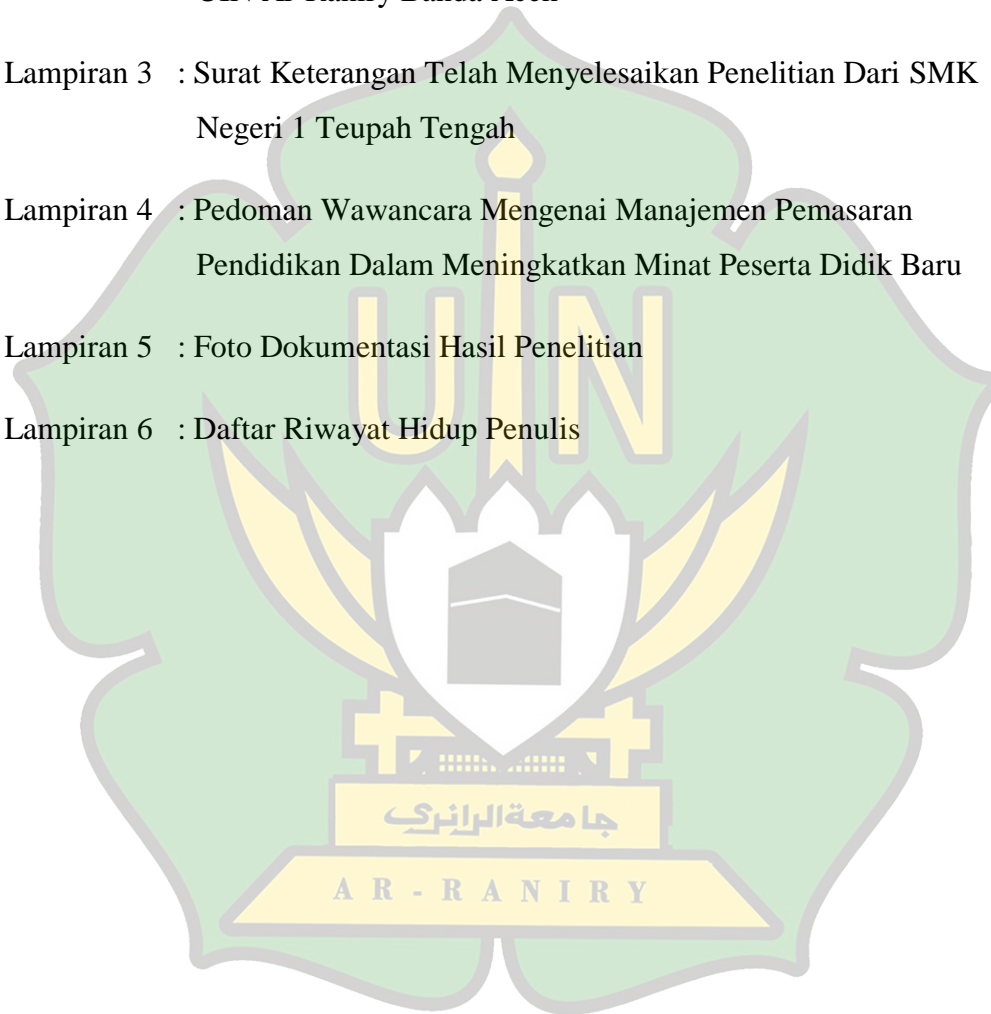 UIN Ar-Raniry Banda Aceh
Lampiran 3 : Surat Keterangan Telah Menyelesaikan Penelitian Dari SMK
Negeri 1 Teupah Tengah
Lampiran 4 : Pedoman Wawancara Mengenai Manajemen Pemasaran
Pendidikan Dalam Meningkatkan Minat Peserta Didik Baru
Lampiran 5 : Foto Dokumentasi Hasil Penelitian
Lampiran 6 : Daftar Riwayat Hidup Penulis
UIN
جامعةالرانري
AR-RANIRY